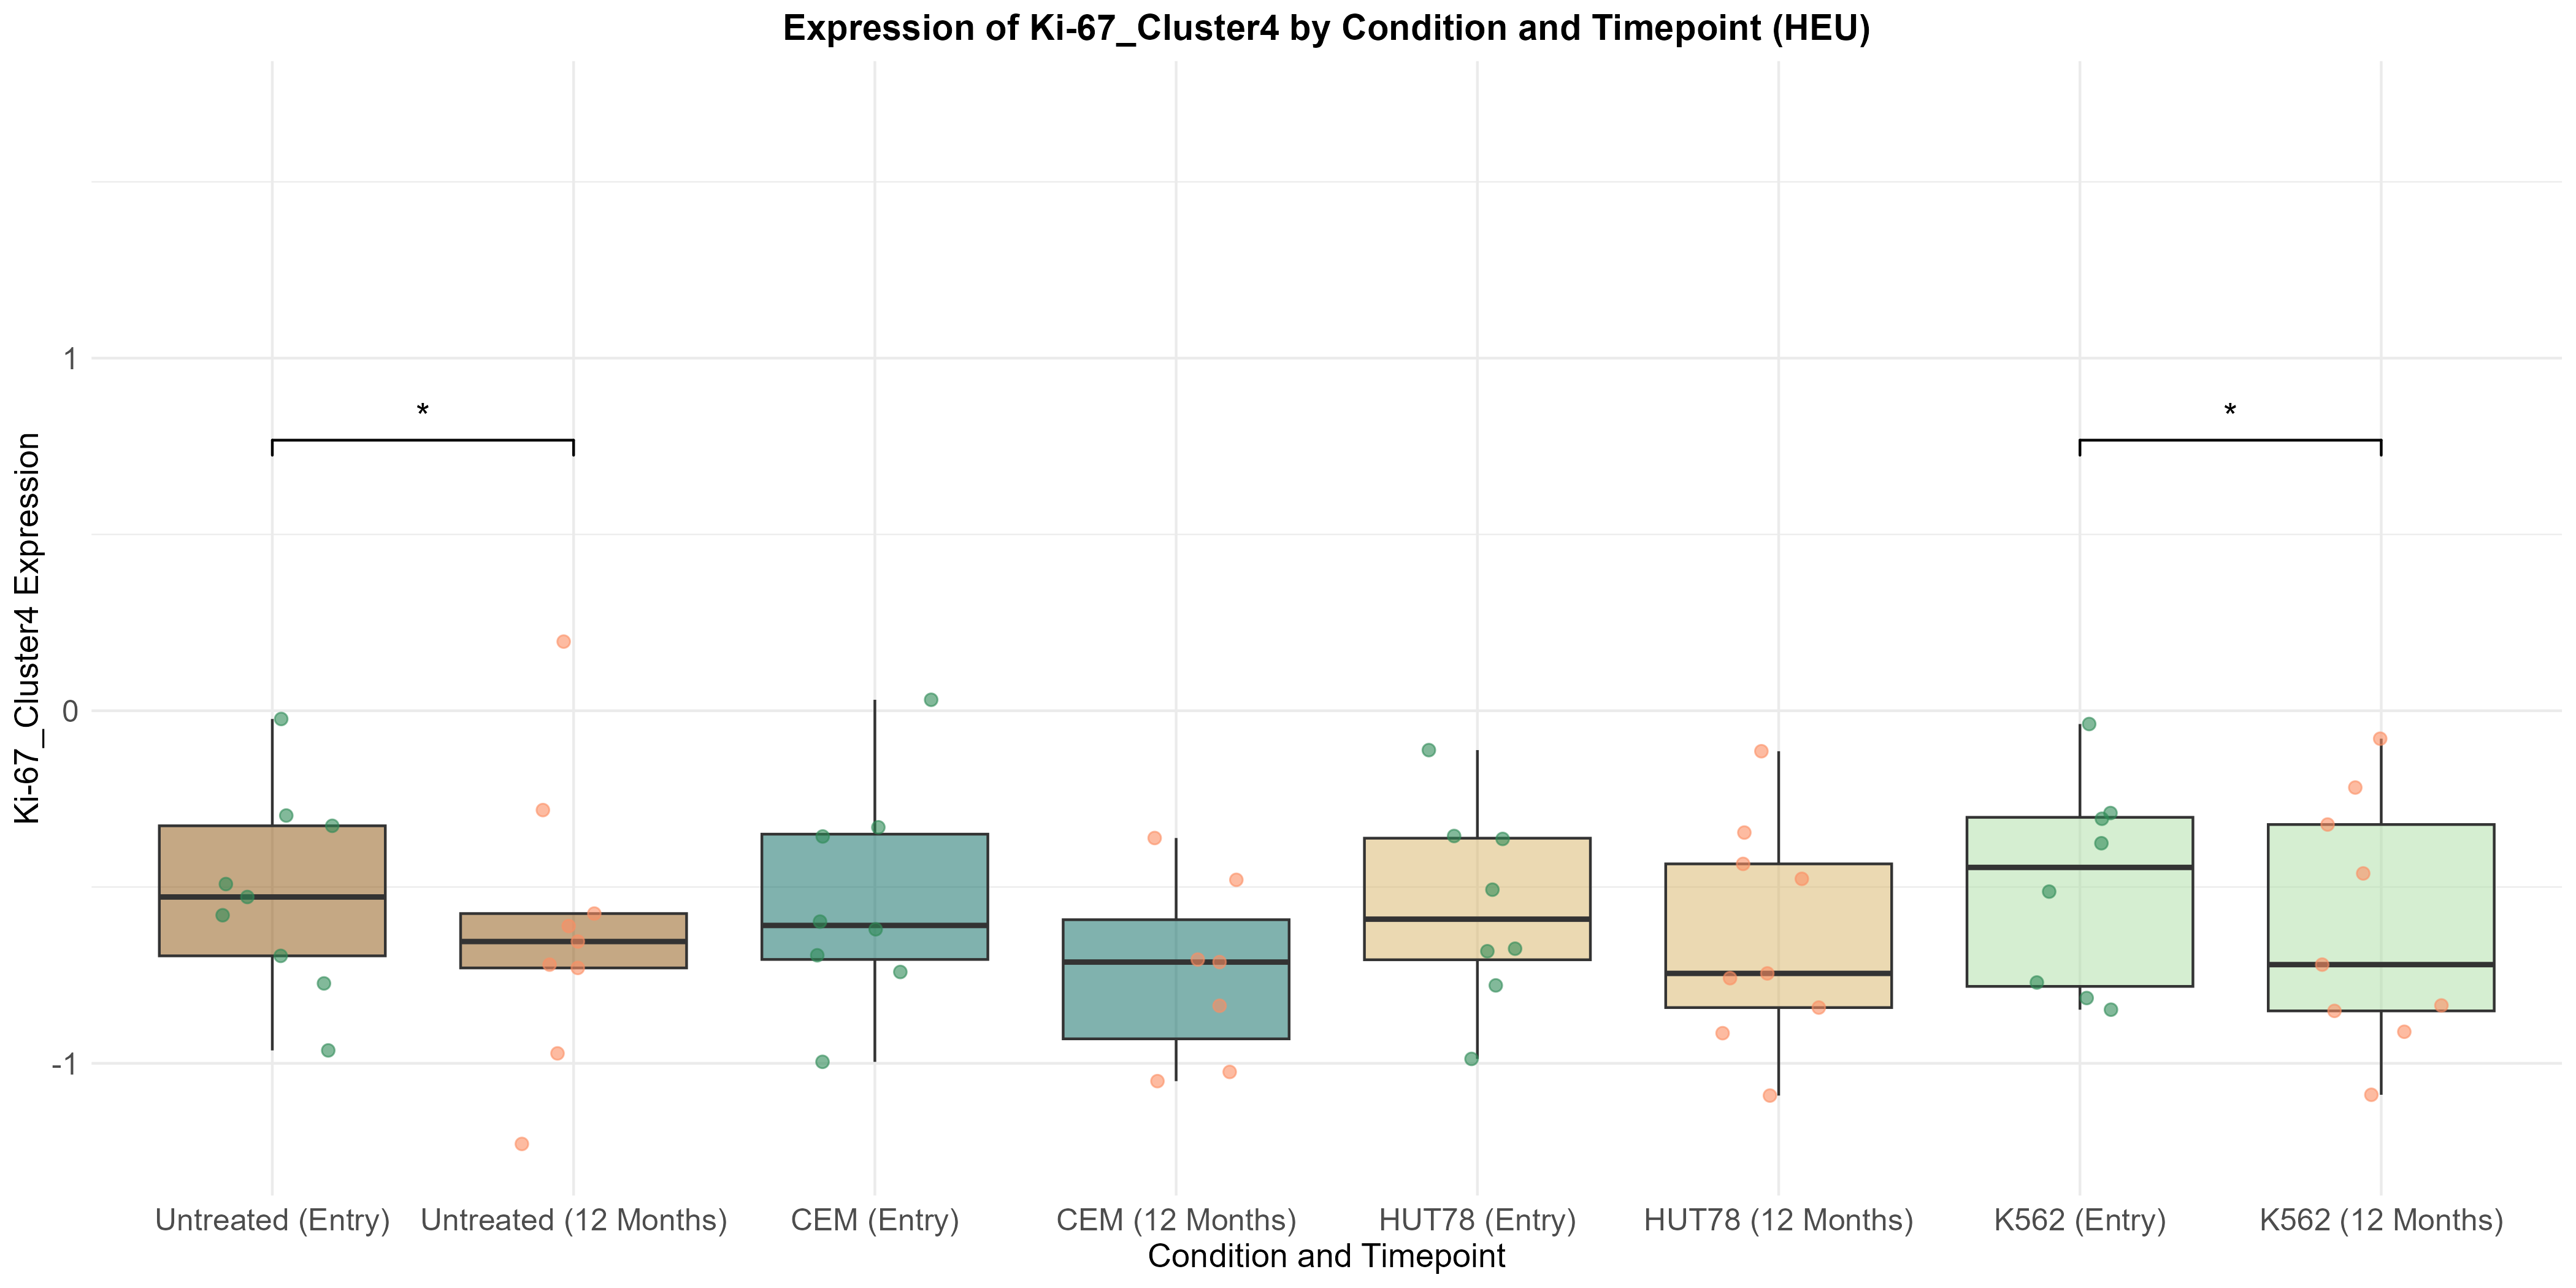 Expression of Ki-67_Cluster4 by Condition and Timepoint (HEU)
Ki-67_Cluster4 Expression
1
0
-1
*
*
Untreated (Entry)
Untreated (12 Months)
CEM (Entry)
CEM (12 Months)
HUT78 (Entry)
HUT78 (12 Months)
K562 (Entry)
K562 (12 Months)
Condition and Timepoint